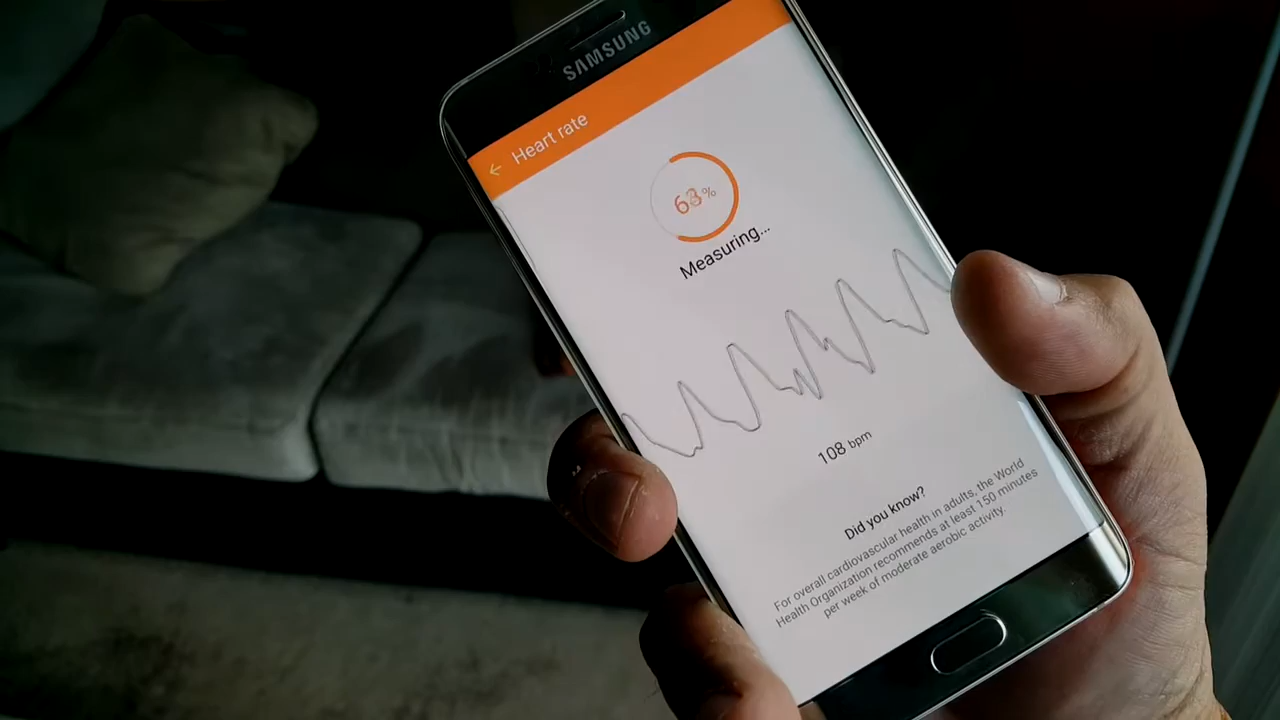 SAMSUNG
← Heart rate
63%
Measuring...
108 bpm
Did you know?
For overall cardiovascular health in adults, the World
Health Organization recommends at least 150 minutes
per week of moderate aerobic activity.